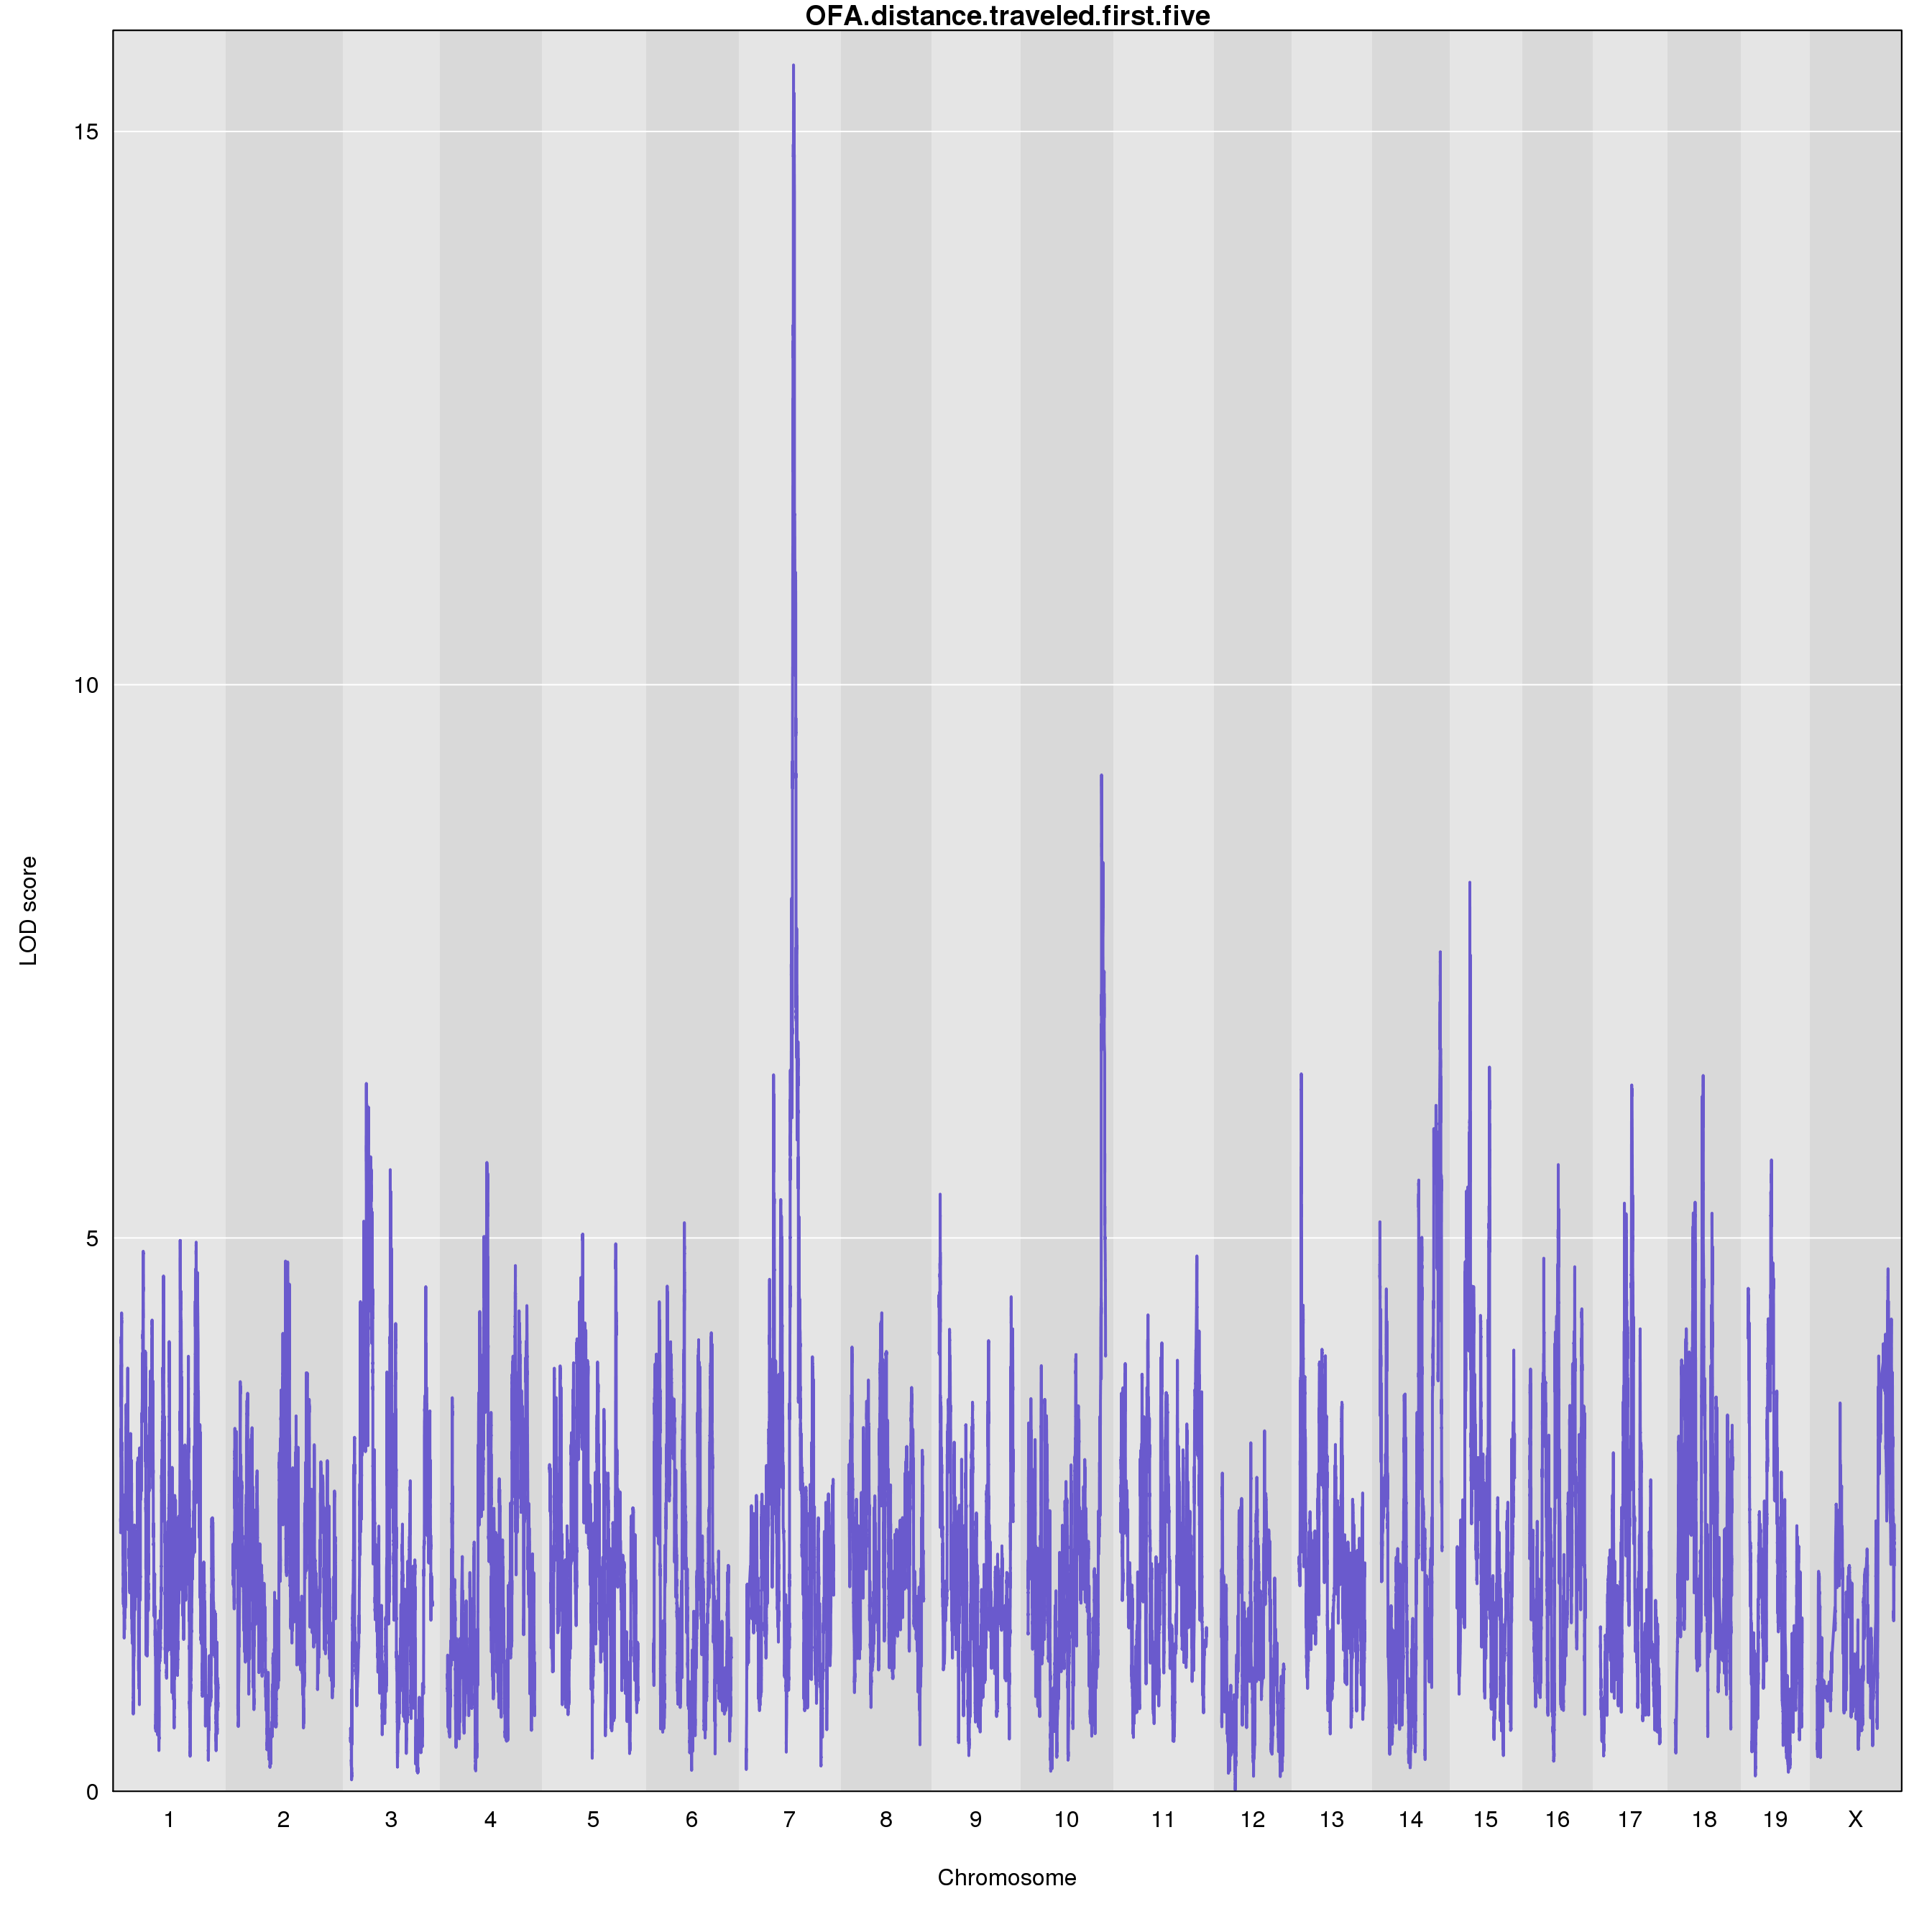 OFA.distance.traveled.first.five
15
10
5
0
LOD score
1 2 3 4 5 6 7 8 9 10 11 12 13 14 15 16 17 18 19 X
Chromosome